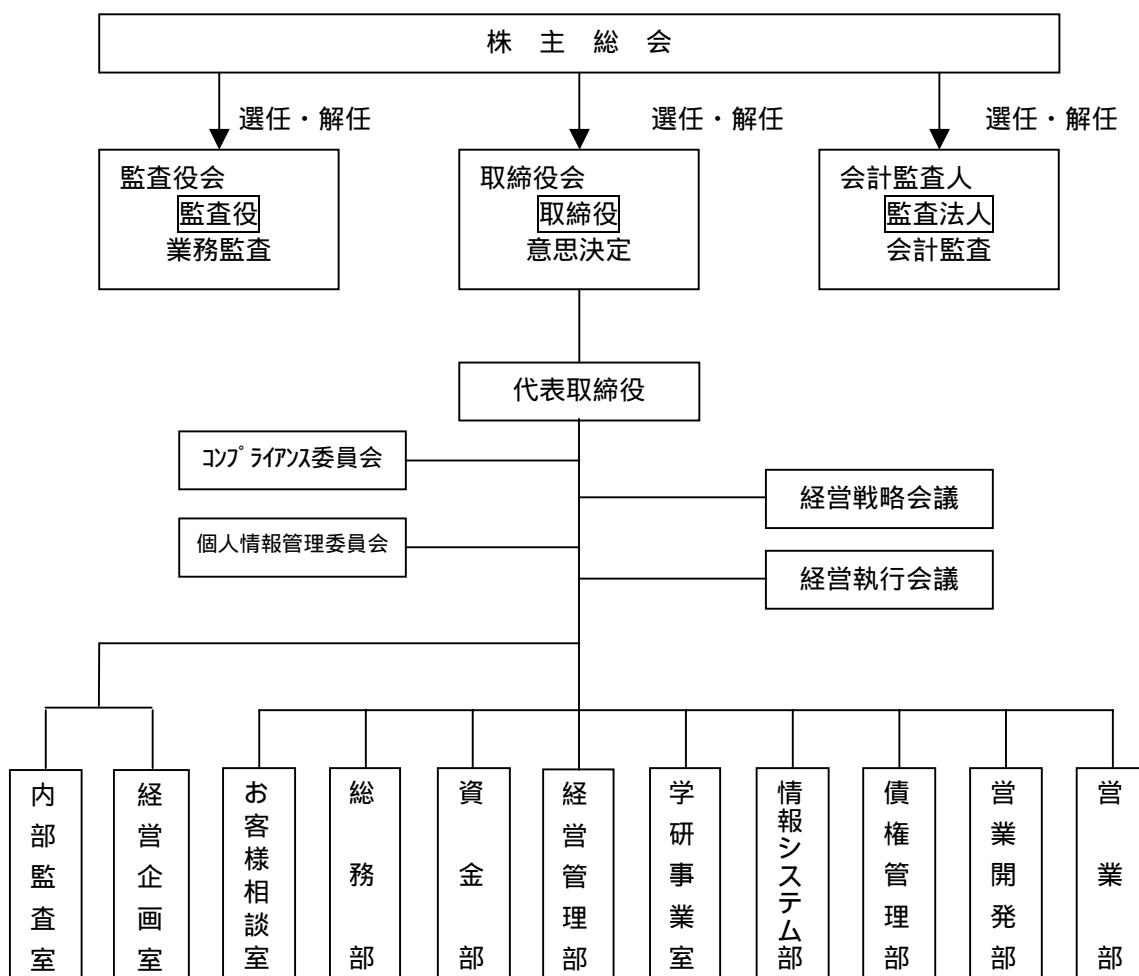 株 主 総 会
選任・解任
選任・解任
選任・解任
監査役会
監査役
業務監査
取締役会
取締役
意思決定
会計監査人
監査法人
会計監査
代表取締役
ｺﾝﾌﾟﾗｲｱﾝｽ委員会
経営戦略会議
個人情報管理委員会
経営執行会議
内部監査室
経営企画室
お客様相談室
総務部
資金部
経営管理部
学研事業室
情報システム部
債権管理部
営業開発部
営業部